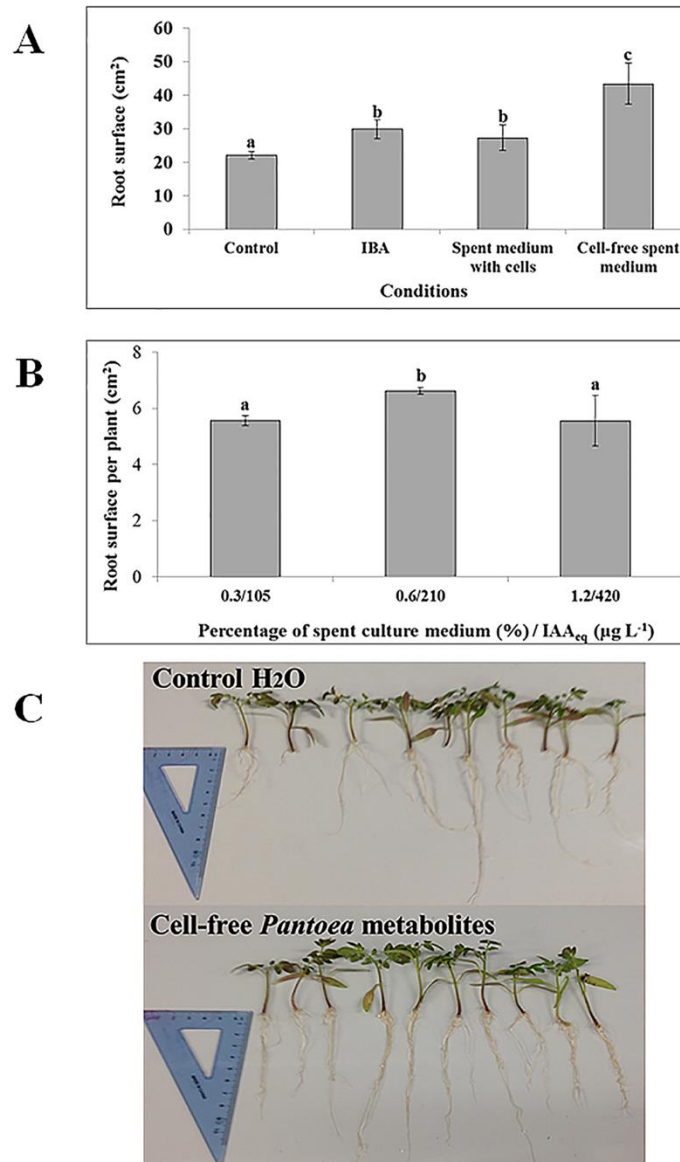 A
Root surface (cm²)
60
50
40
30
20
10
0
a
b
b
c
Control
IBA
Spent medium
with cells
Cell-free spent
medium
Conditions
B
Root surface per plant (cm²)
8
6
4
2
0
a
b
a
0.3/105
0.6/210
1.2/420
Percentage of spent culture medium (%) / IAAeq (µg L⁻¹)
C
Control H2O
Cell-free Pantoea metabolites